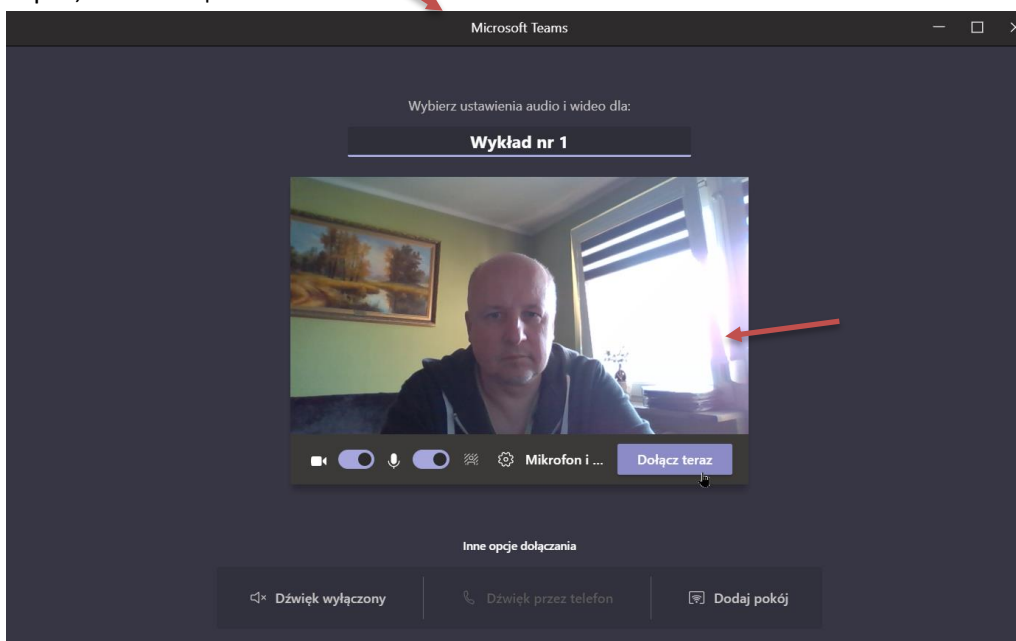 Microsoft Teams
Wybierz ustawienia audio i wideo dla:
Wykład nr 1
Mikrofon i ...
Dołącz teraz
Inne opcje dołączania
Dźwięk wyłączony
Dźwięk przez telefon
Dodaj pokój